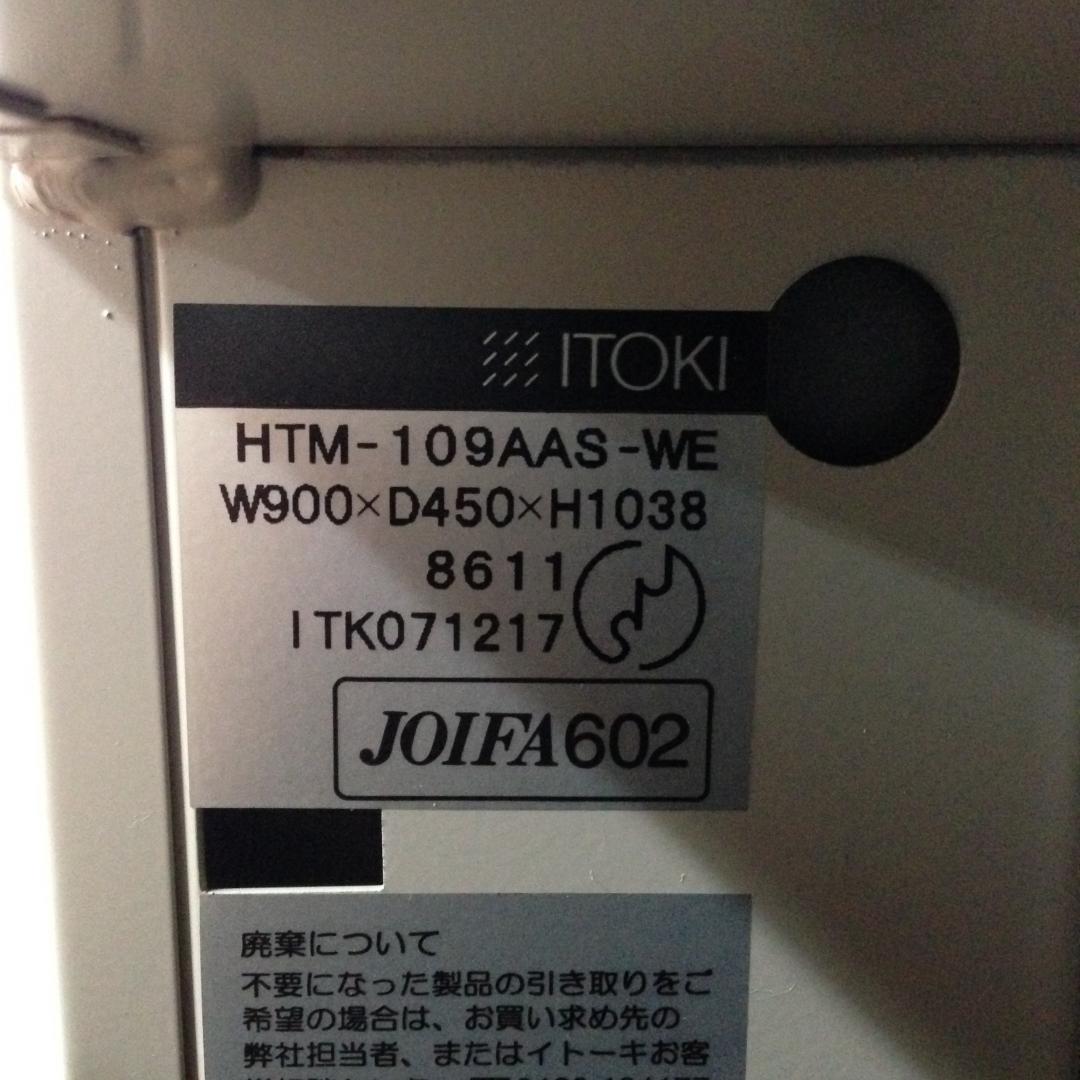 ITOKI
HTM-109AAS-WE
W900×D450×H1038
8611
ITK071217
JOIFA602
廃棄について
不要になった製品の引き取りをご
希望の場合は、お買い求め先の
弊社担当者、またはイトーキお客